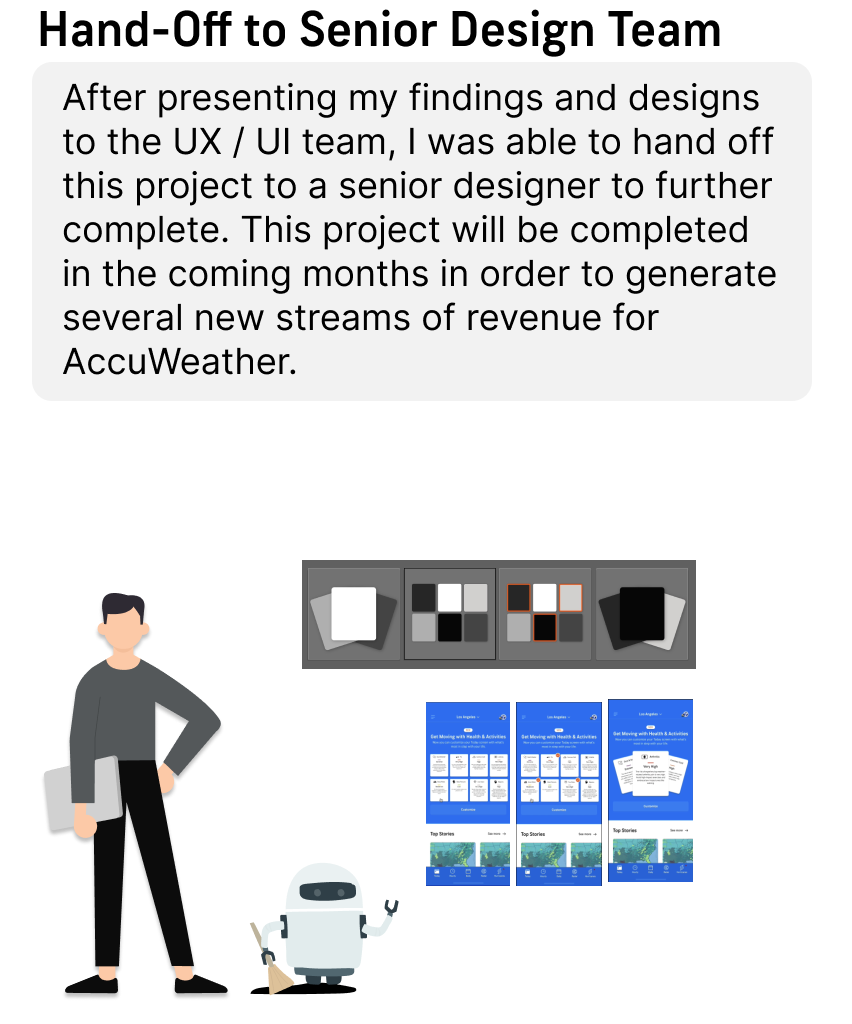 Hand-Off to Senior Design Team
After presenting my findings and designs
to the UX / UI team, I was able to hand off
this project to a senior designer to further
complete. This project will be completed
in the coming months in order to generate
several new streams of revenue for
AccuWeather.
Los Angeles
Get Moving with Health & Activities
Customize
Top Stories
See more
Los Angeles
Get Moving with Health & Activities
Customize
Top Stories
See more
Los Angeles
Get Moving with Health & Activities
Very High
Customize
Top Stories
See more